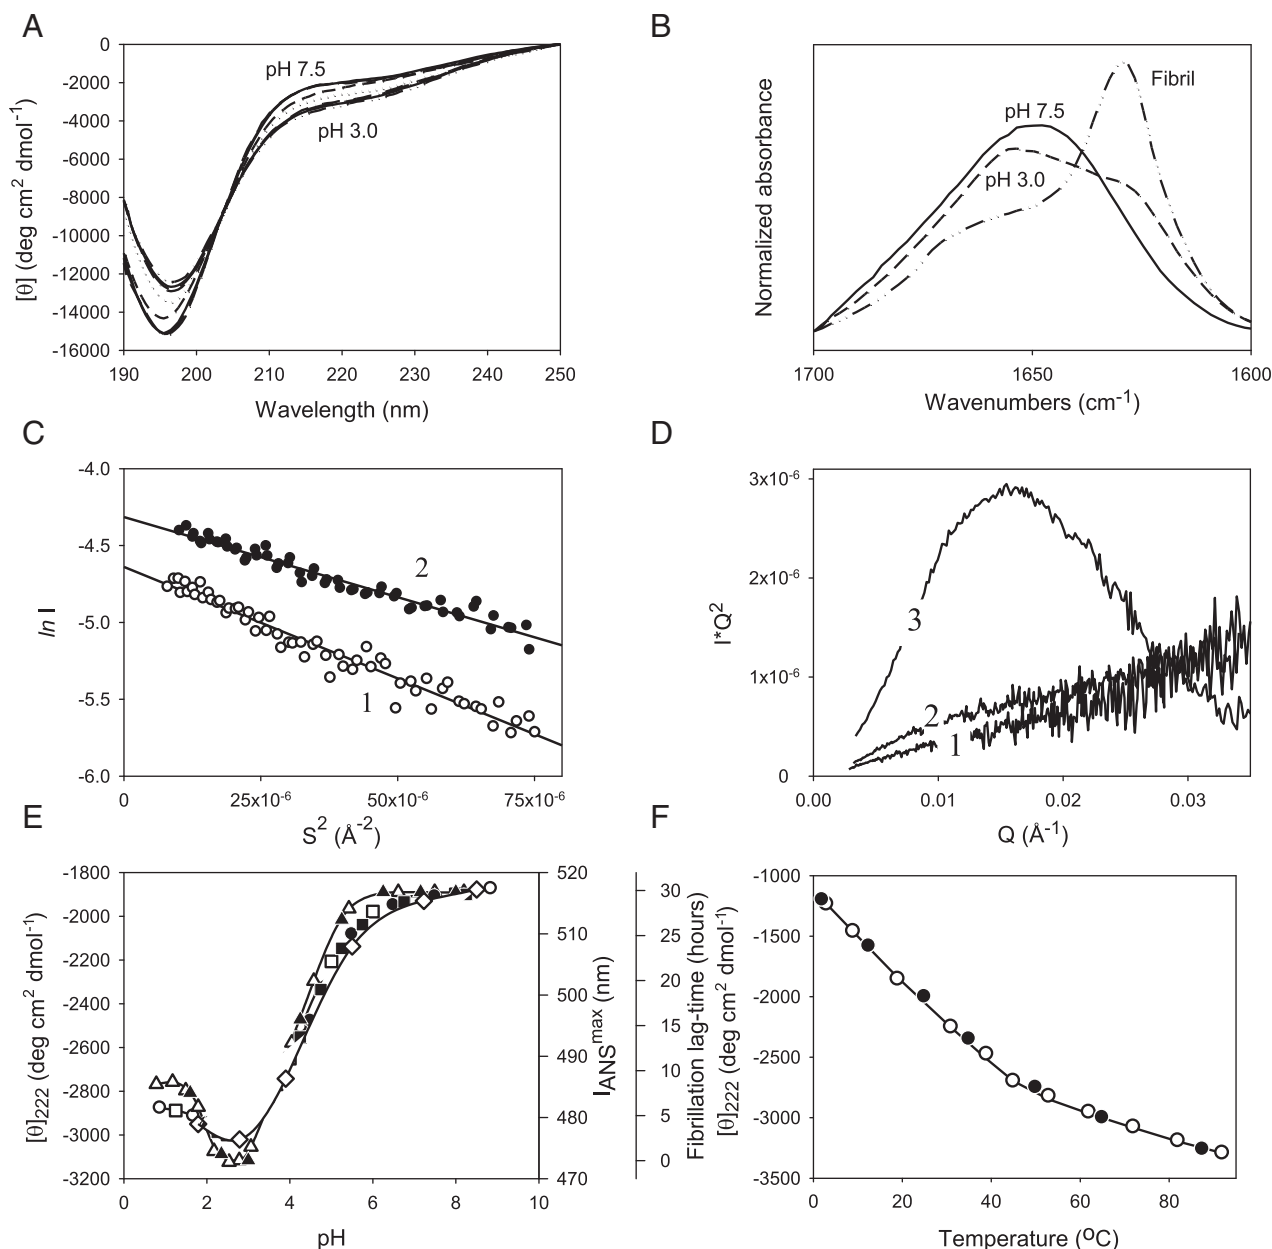 A
0
-2000
-4000
-6000
-8000
-10000
-12000
-14000
-16000
[θ] (deg cm² dmol⁻¹)
pH 7.5
pH 3.0
190 200 210 220 230 240 250
Wavelength (nm)
B
Normalized absorbance
Fibril
pH 7.5
pH 3.0
1700 1650 1600
Wavenumbers (cm⁻¹)
C
-4.0
-4.5
-5.0
-5.5
-6.0
ln I
2
1
0 25x10⁻⁶ 50x10⁻⁶ 75x10⁻⁶
S² (Å⁻²)
D
3x10⁻⁶
2x10⁻⁶
1x10⁻⁶
0
I*Q²
3
2
1
0.00 0.01 0.02 0.03
Q (Å⁻¹)
E
-1800
-2000
-2200
-2400
-2600
-2800
-3000
-3200
[θ]₂₂₂ (deg cm² dmol⁻¹)
520
510
500
490
480
470
I_ANS^max (nm)
30
25
20
15
10
5
0
Fibrillation lag-time (hours)
0 2 4 6 8 10
pH
F
-1000
-1500
-2000
-2500
-3000
-3500
[θ]₂₂₂ (deg cm² dmol⁻¹)
0 20 40 60 80
Temperature (ºC)